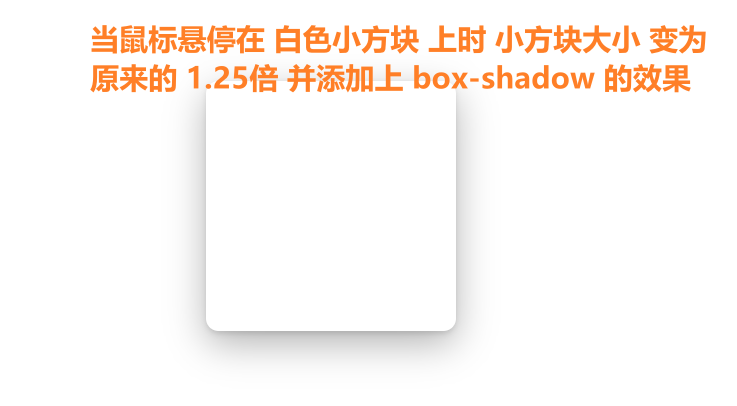 当鼠标悬停在 白色小方块 上时 小方块大小 变为
原来的 1.25倍 并添加上 box-shadow 的效果